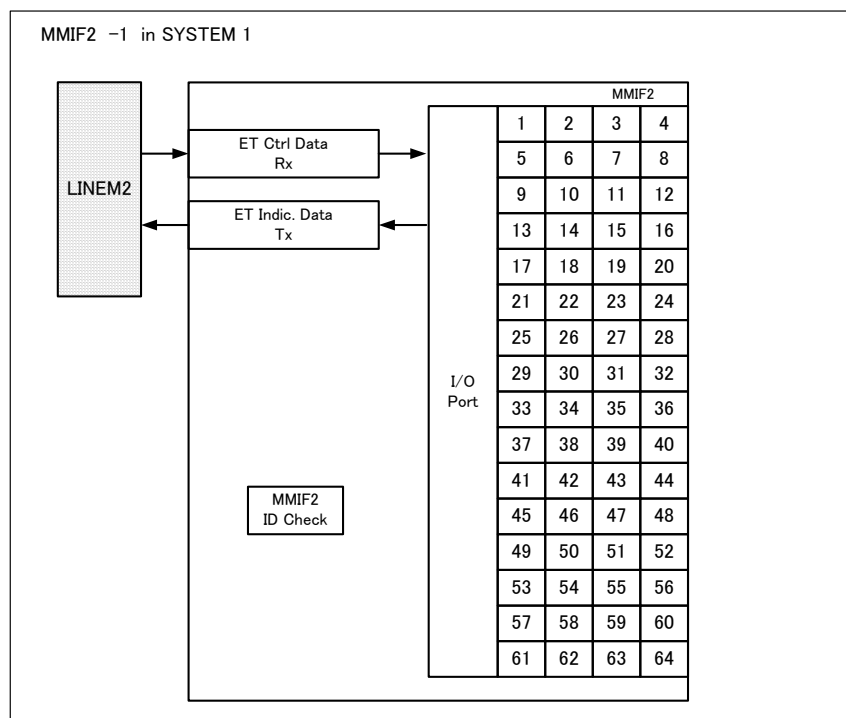 MMIF2 -1 in SYSTEM 1
MMIF2
LINEM2
ET Ctrl Data
Rx
ET Indic. Data
Tx
MMIF2
ID Check
I/O
Port
1 2 3 4
5 6 7 8
9 10 11 12
13 14 15 16
17 18 19 20
21 22 23 24
25 26 27 28
29 30 31 32
33 34 35 36
37 38 39 40
41 42 43 44
45 46 47 48
49 50 51 52
53 54 55 56
57 58 59 60
61 62 63 64